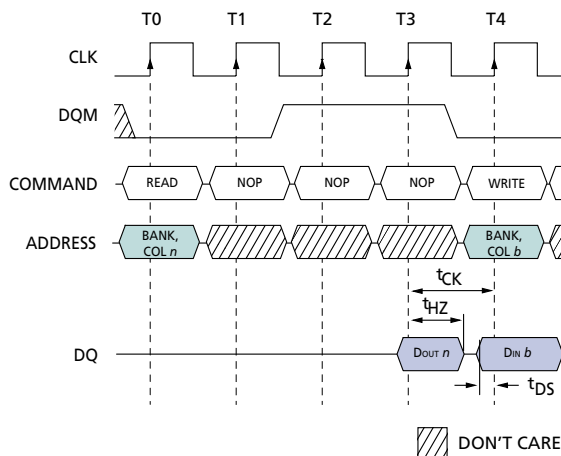 T0 T1 T2 T3 T4
CLK
DQM
COMMAND READ NOP NOP NOP WRITE
ADDRESS BANK, COL n BANK, COL b
tCK
tHZ
DQ DOUT n DIN b
tDS
DON'T CARE